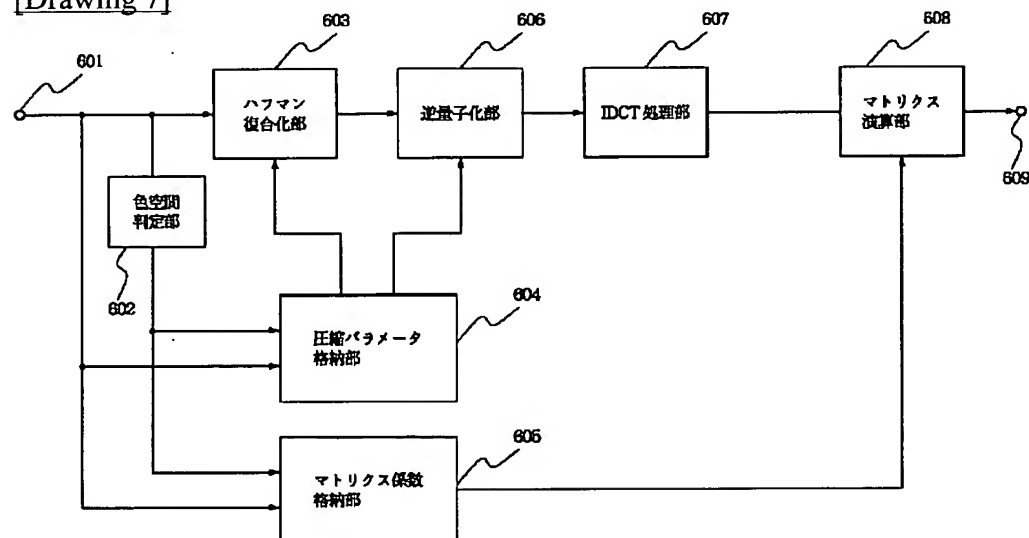 [Drawing 7]
601
603
606
607
608
ハフマン
復合化部
逆量子化部
IDCT処理部
マトリクス
演算部
609
色空間
判定部
602
604
圧縮パラメータ
格納部
605
マトリクス係数
格納部